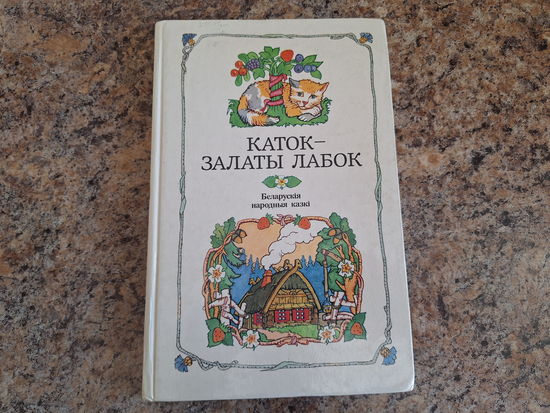 КАТОК–
ЗАЛАТЫ ЛАБОК
Беларускія
народныя казкі